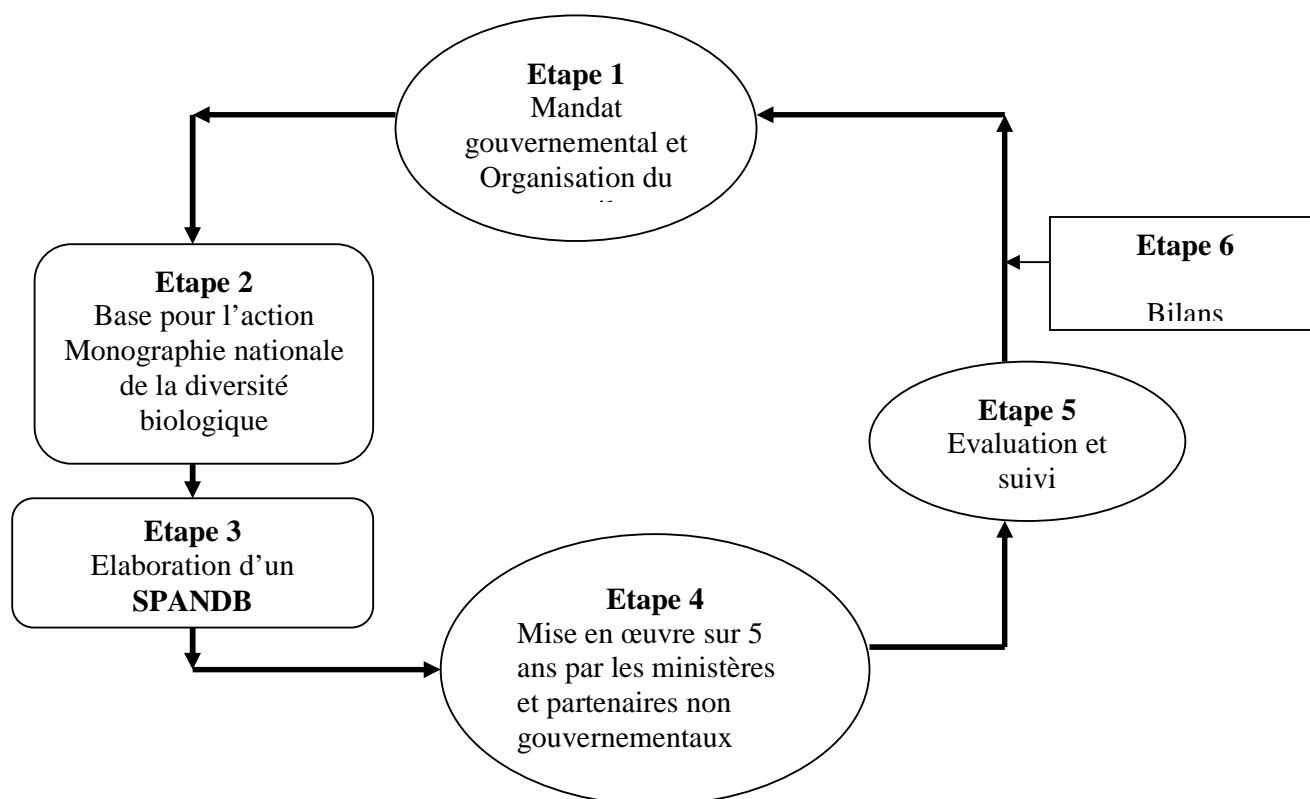 Etape 1
Mandat
gouvernemental et
Organisation du
Etape 2
Base pour l’action
Monographie nationale
de la diversité
biologique
Etape 3
Elaboration d’un
SPANDB
Etape 4
Mise en œuvre sur 5
ans par les ministères
et partenaires non
gouvernementaux
Etape 5
Evaluation et
suivi
Etape 6
Bilans